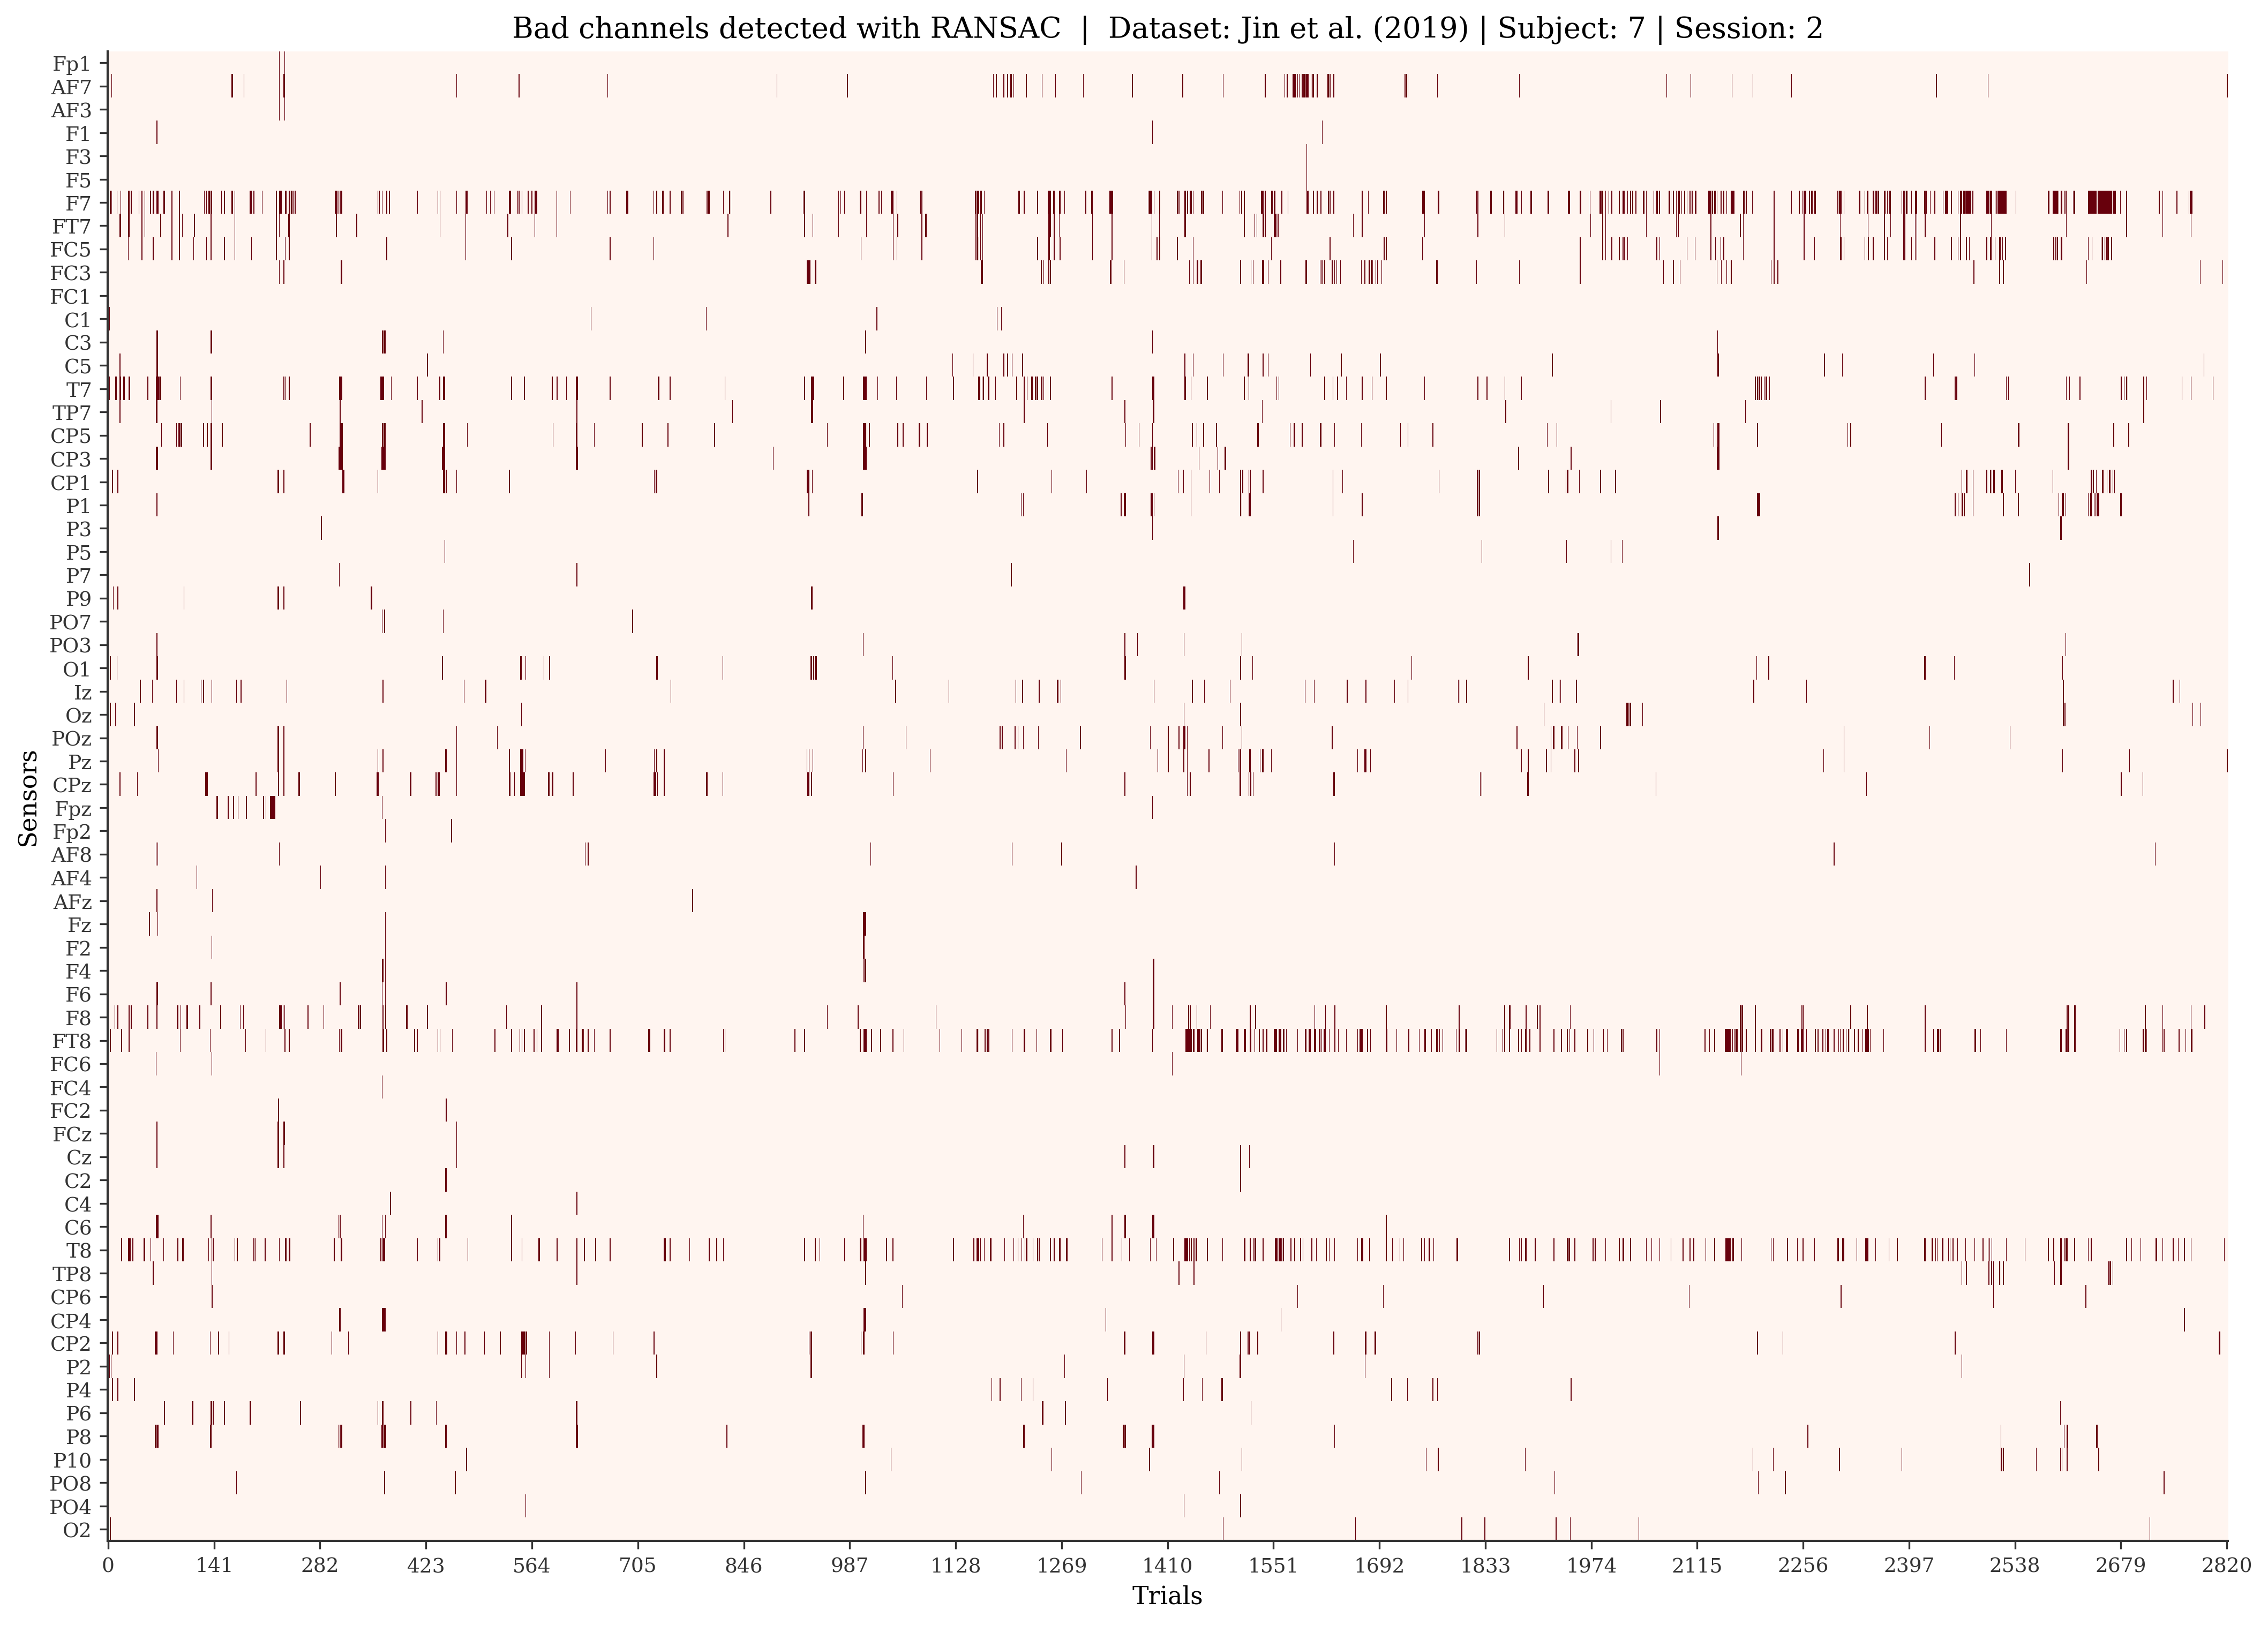 Bad channels detected with RANSAC | Dataset: Jin et al. (2019) | Subject: 7 | Session: 2
Sensors
Fp1
AF7
AF3
F1
F3
F5
F7
FT7
FC5
FC3
FC1
C1
C3
C5
T7
TP7
CP5
CP3
CP1
P1
P3
P5
P7
P9
PO7
PO3
O1
Iz
Oz
POz
Pz
CPz
Fpz
Fp2
AF8
AF4
AFz
Fz
F2
F4
F6
F8
FT8
FC6
FC4
FC2
FCz
Cz
C2
C4
C6
T8
TP8
CP6
CP4
CP2
P2
P4
P6
P8
P10
PO8
PO4
O2
0 141 282 423 564 705 846 987 1128 1269 1410 1551 1692 1833 1974 2115 2256 2397 2538 2679 2820
Trials